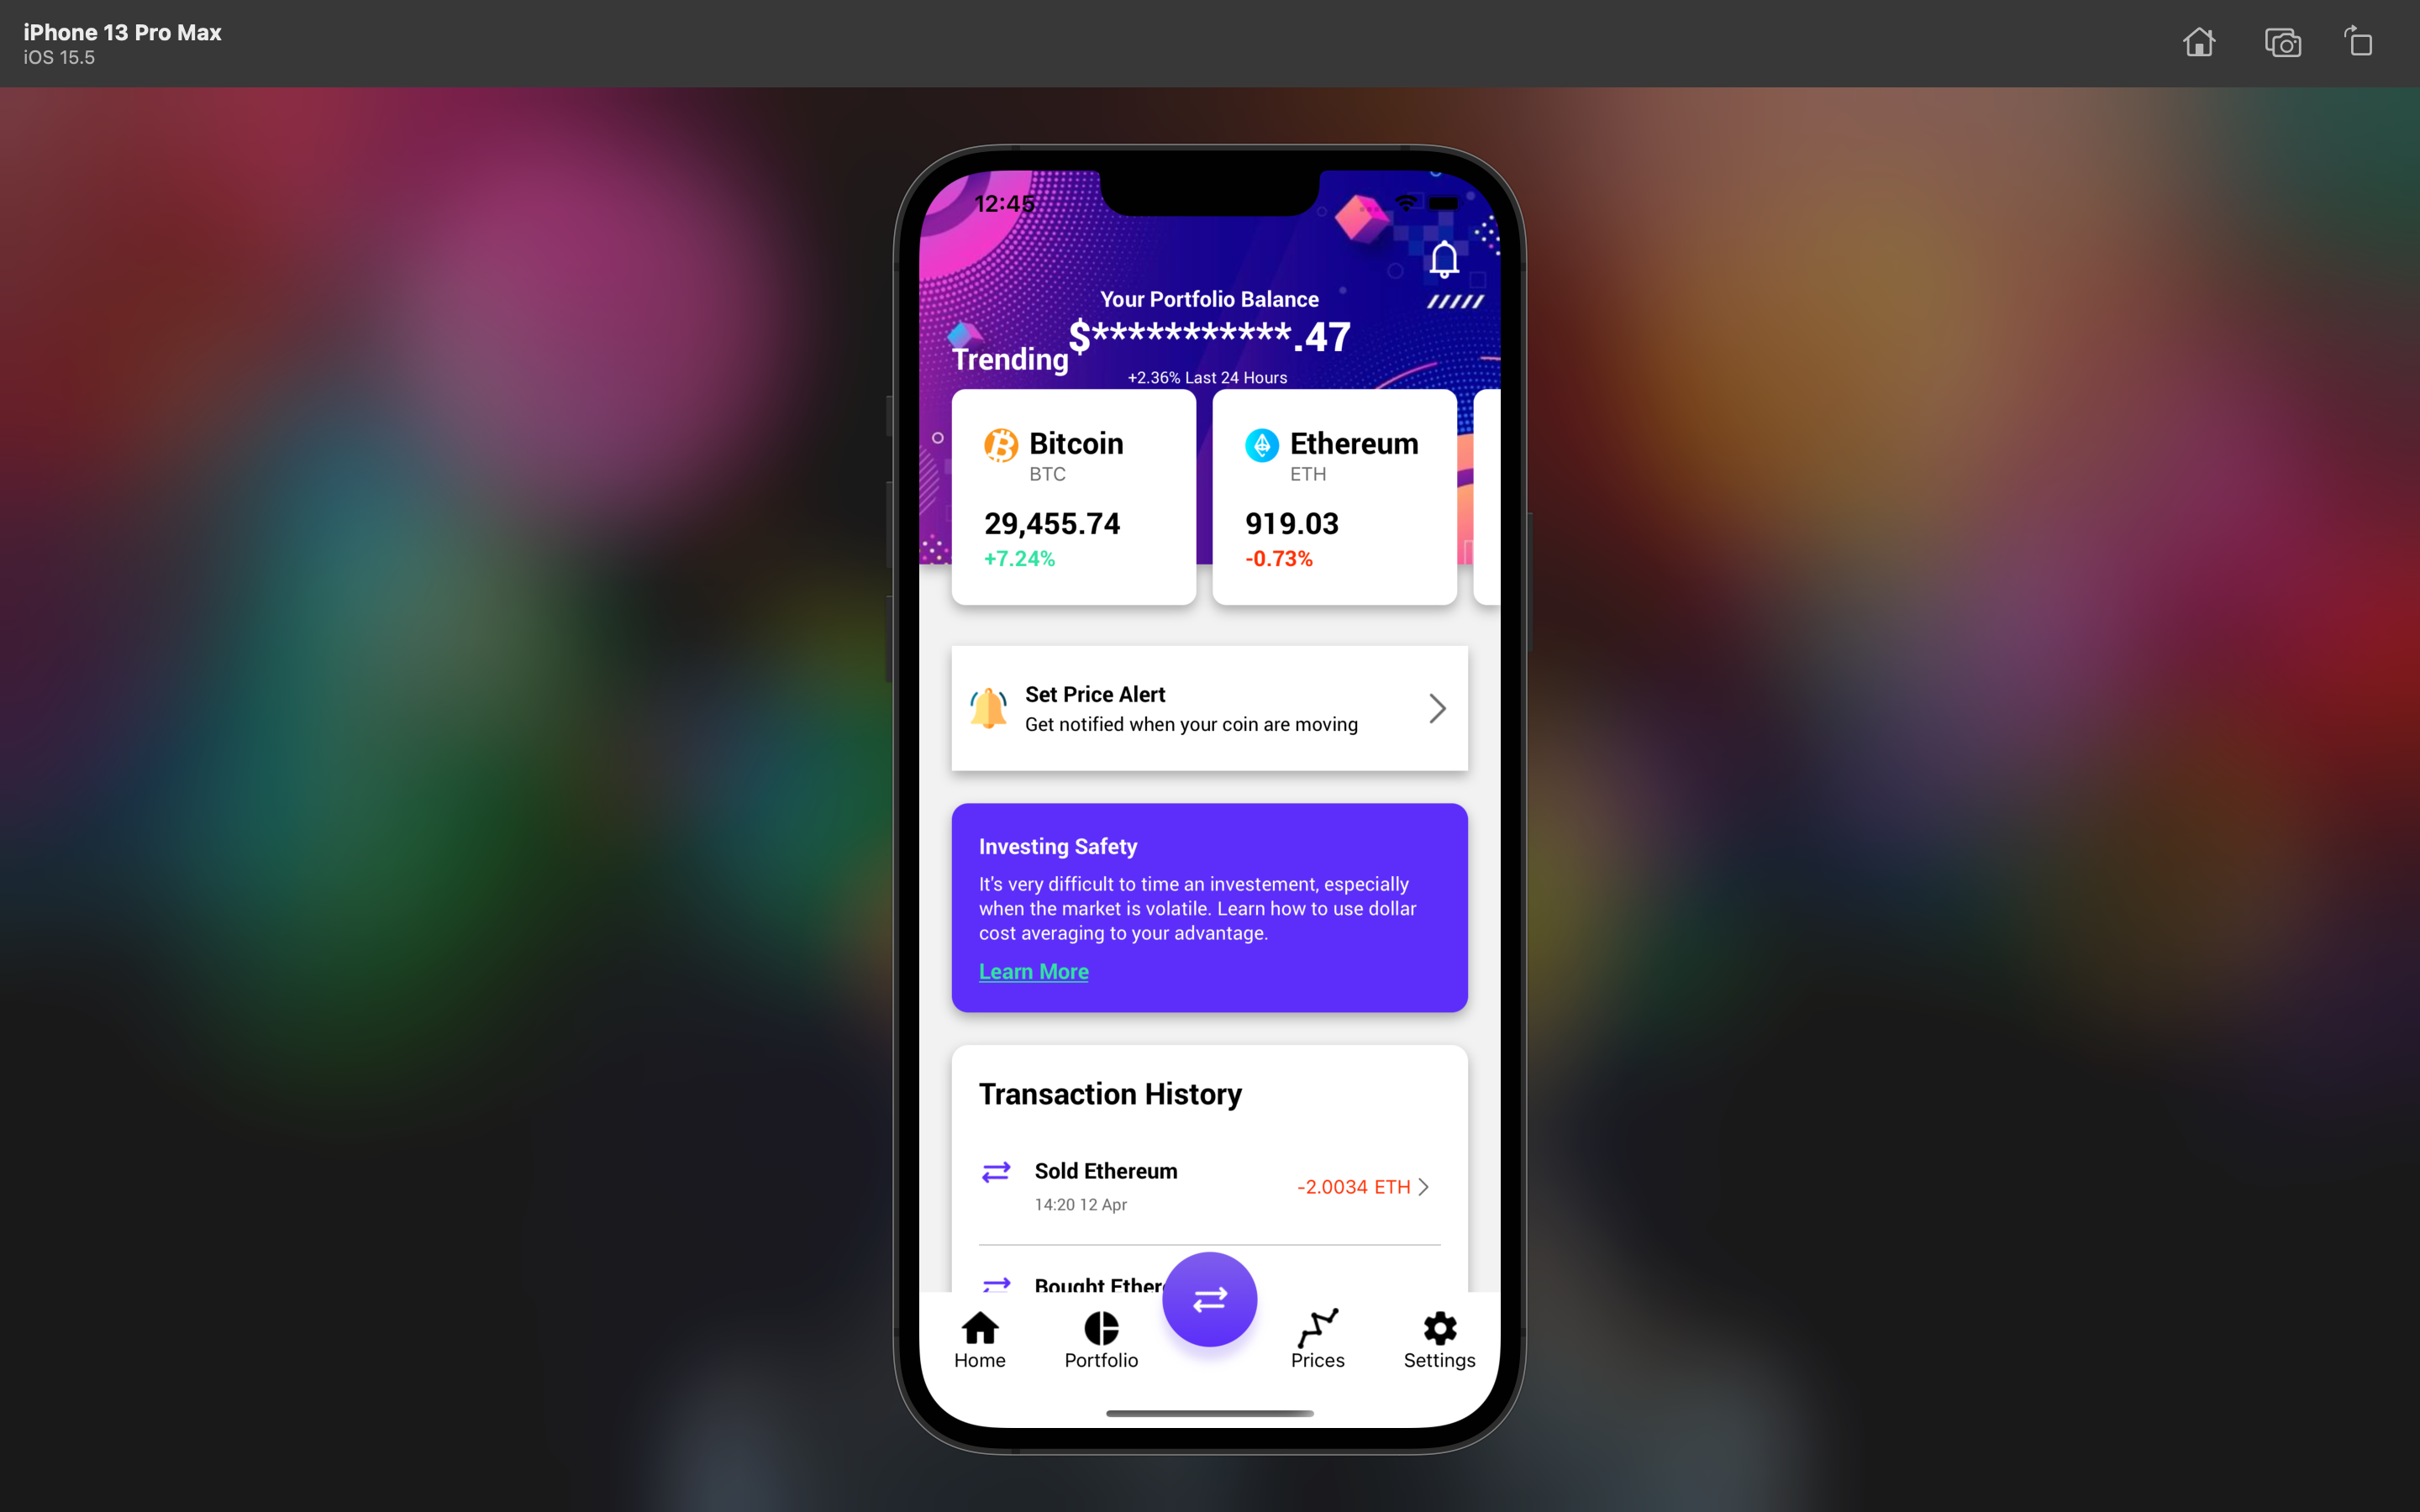 iPhone 13 Pro Max
iOS 15.5
12:45
Your Portfolio Balance
$***********.47
Trending
+2.36% Last 24 Hours
Bitcoin
BTC
29,455.74
+7.24%
Ethereum
ETH
919.03
-0.73%
Set Price Alert
Get notified when your coin are moving
Investing Safety
It's very difficult to time an investement, especially
when the market is volatile. Learn how to use dollar
cost averaging to your advantage.
Learn More
Transaction History
Sold Ethereum
14:20 12 Apr
-2.0034 ETH
Bought
Home
Portfolio
Prices
Settings